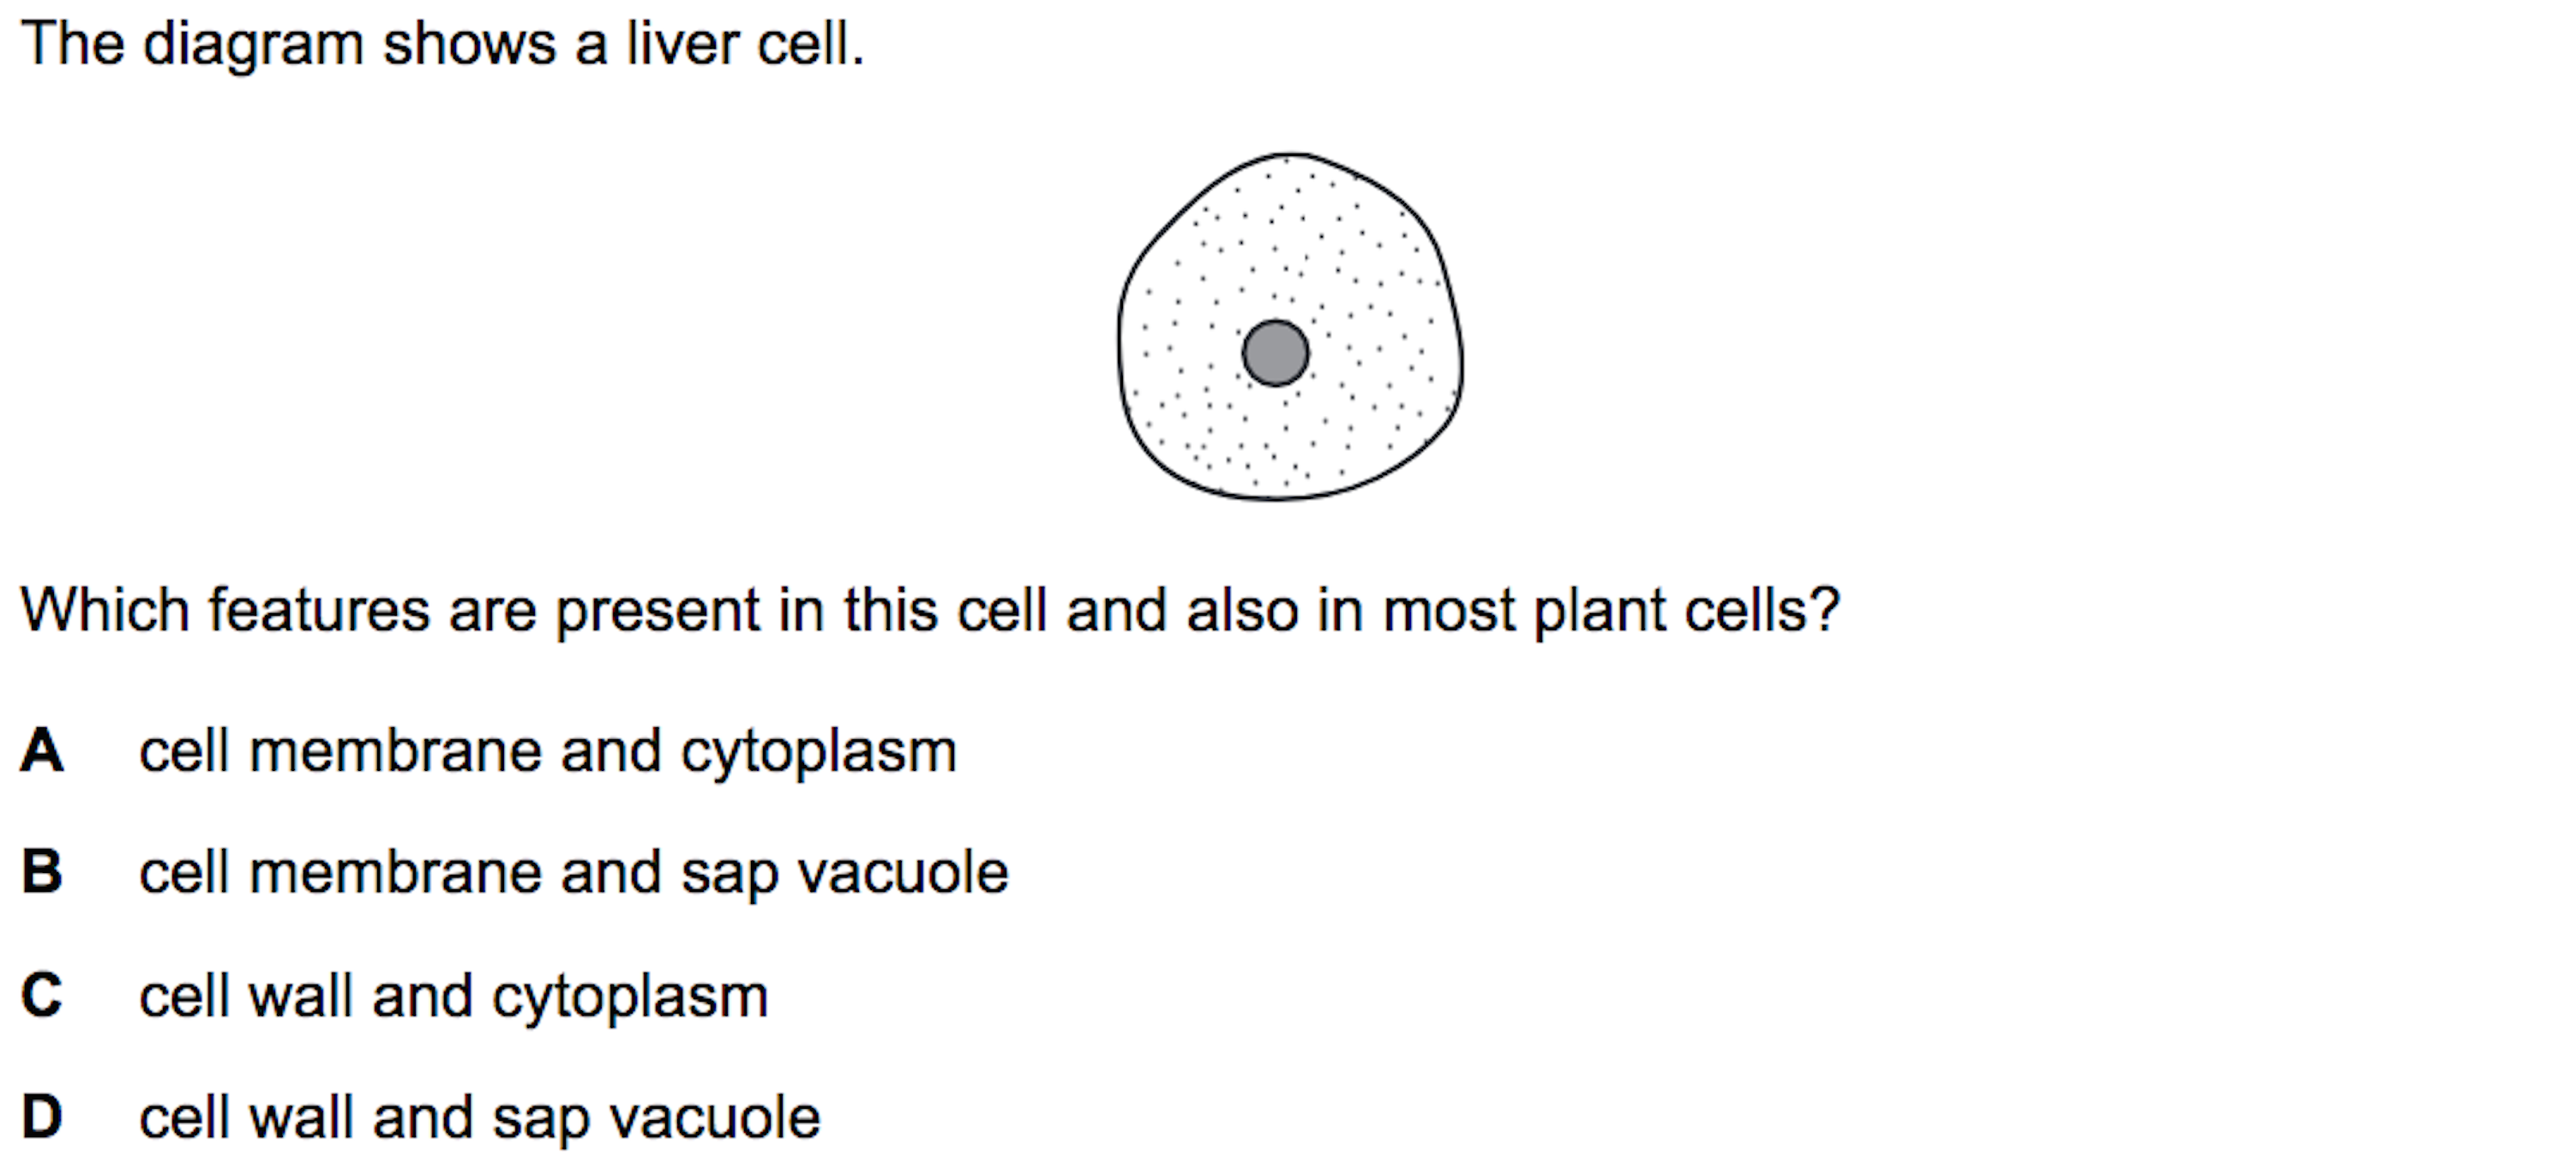 The diagram shows a liver cell.
Which features are present in this cell and also in most plant cells?
A cell membrane and cytoplasm
B cell membrane and sap vacuole
C cell wall and cytoplasm
D cell wall and sap vacuole